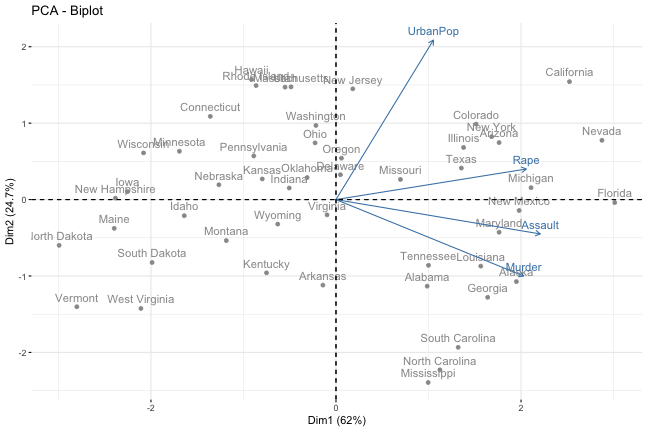 PCA - Biplot
UrbanPop
2
Hawaii
California
Rhode Island
Massachusetts
New Jersey
Connecticut
Washington
Colorado
1
New York
Ohio
Arizona
Nevada
Wisconsin
Minnesota
Pennsylvania
Oregon
Illinois
Texas
Rape
Delaware
Oklahoma
Kansas
Missouri
Nebraska
Indiana
Michigan
Iowa
New Hampshire
Florida
0
Virginia
New Mexico
Idaho
Wyoming
Maine
Maryland
Assault
Montana
North Dakota
South Dakota
Kentucky
Tennessee
Louisiana
Murder
Alaska
-1
Arkansas
Alabama
Georgia
Vermont
West Virginia
South Carolina
-2
North Carolina
Mississippi
-2
0
2
Dim1 (62%)
Dim2 (24.7%)